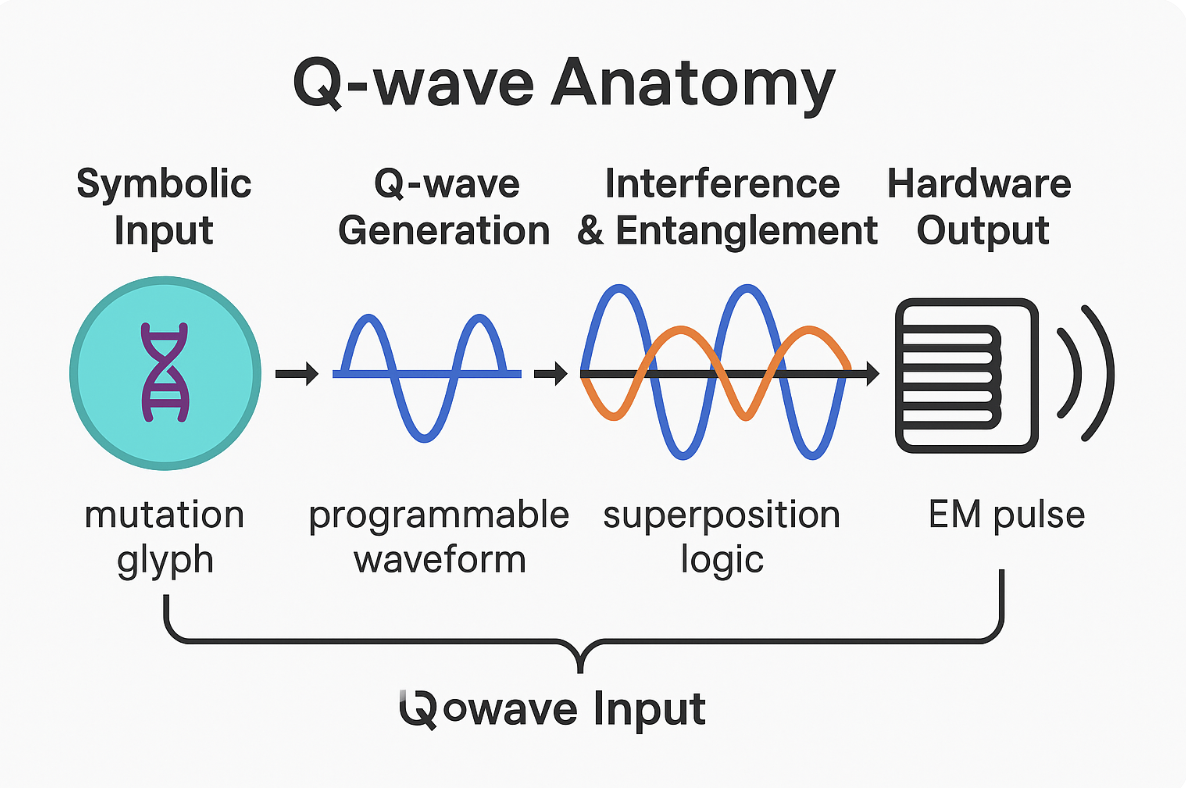 Q-wave Anatomy
Symbolic
Input
Q-wave
Generation
Interference
& Entanglement
Hardware
Output
mutation
glyph
programmable
waveform
superposition
logic
EM pulse
Qowave Input